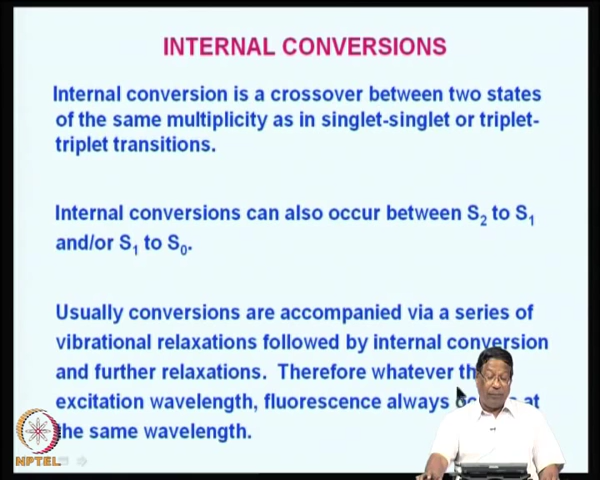 INTERNAL CONVERSIONS
Internal conversion is a crossover between two states
of the same multiplicity as in singlet-singlet or triplet-
triplet transitions.
Internal conversions can also occur between S₂ to S₁
and/or S₁ to S₀.
Usually conversions are accompanied via a series of
vibrational relaxations followed by internal conversion
and further relaxations. Therefore whatever
excitation wavelength, fluorescence always at
the same wavelength.
NPTEL